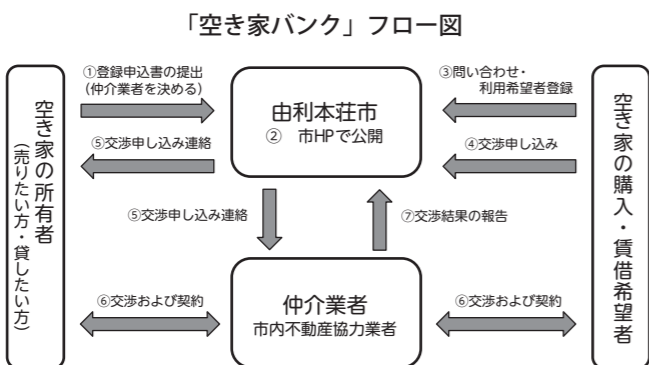 「空き家バンク」フロー図
空き家の所有者
(売りたい方・貸したい方)
①登録申込書の提出
(仲介業者を決める)
由利本荘市
② 市HPで公開
③問い合わせ・
利用希望者登録
空き家の購入・賃借希望者
⑤交渉申し込み連絡
④交渉申し込み
⑤交渉申し込み連絡
⑦交渉結果の報告
⑥交渉および契約
仲介業者
市内不動産協力業者
⑥交渉および契約